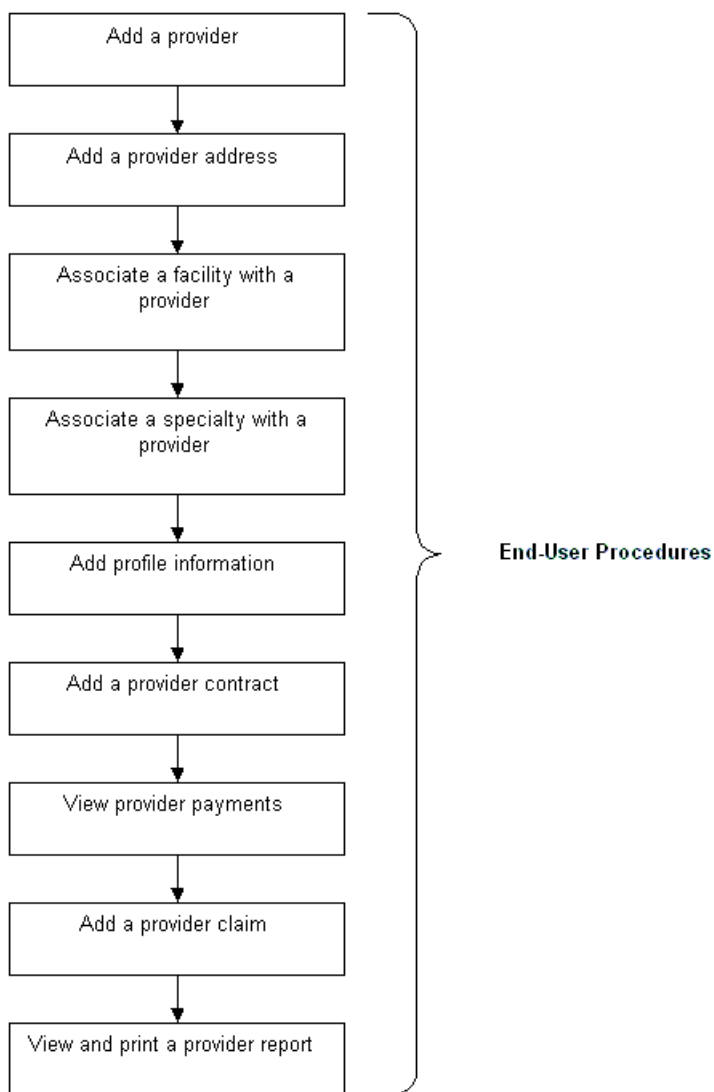 Add a provider
Add a provider address
Associate a facility with a
provider
Associate a specialty with a
provider
Add profile information
Add a provider contract
View provider payments
Add a provider claim
View and print a provider report
End-User Procedures